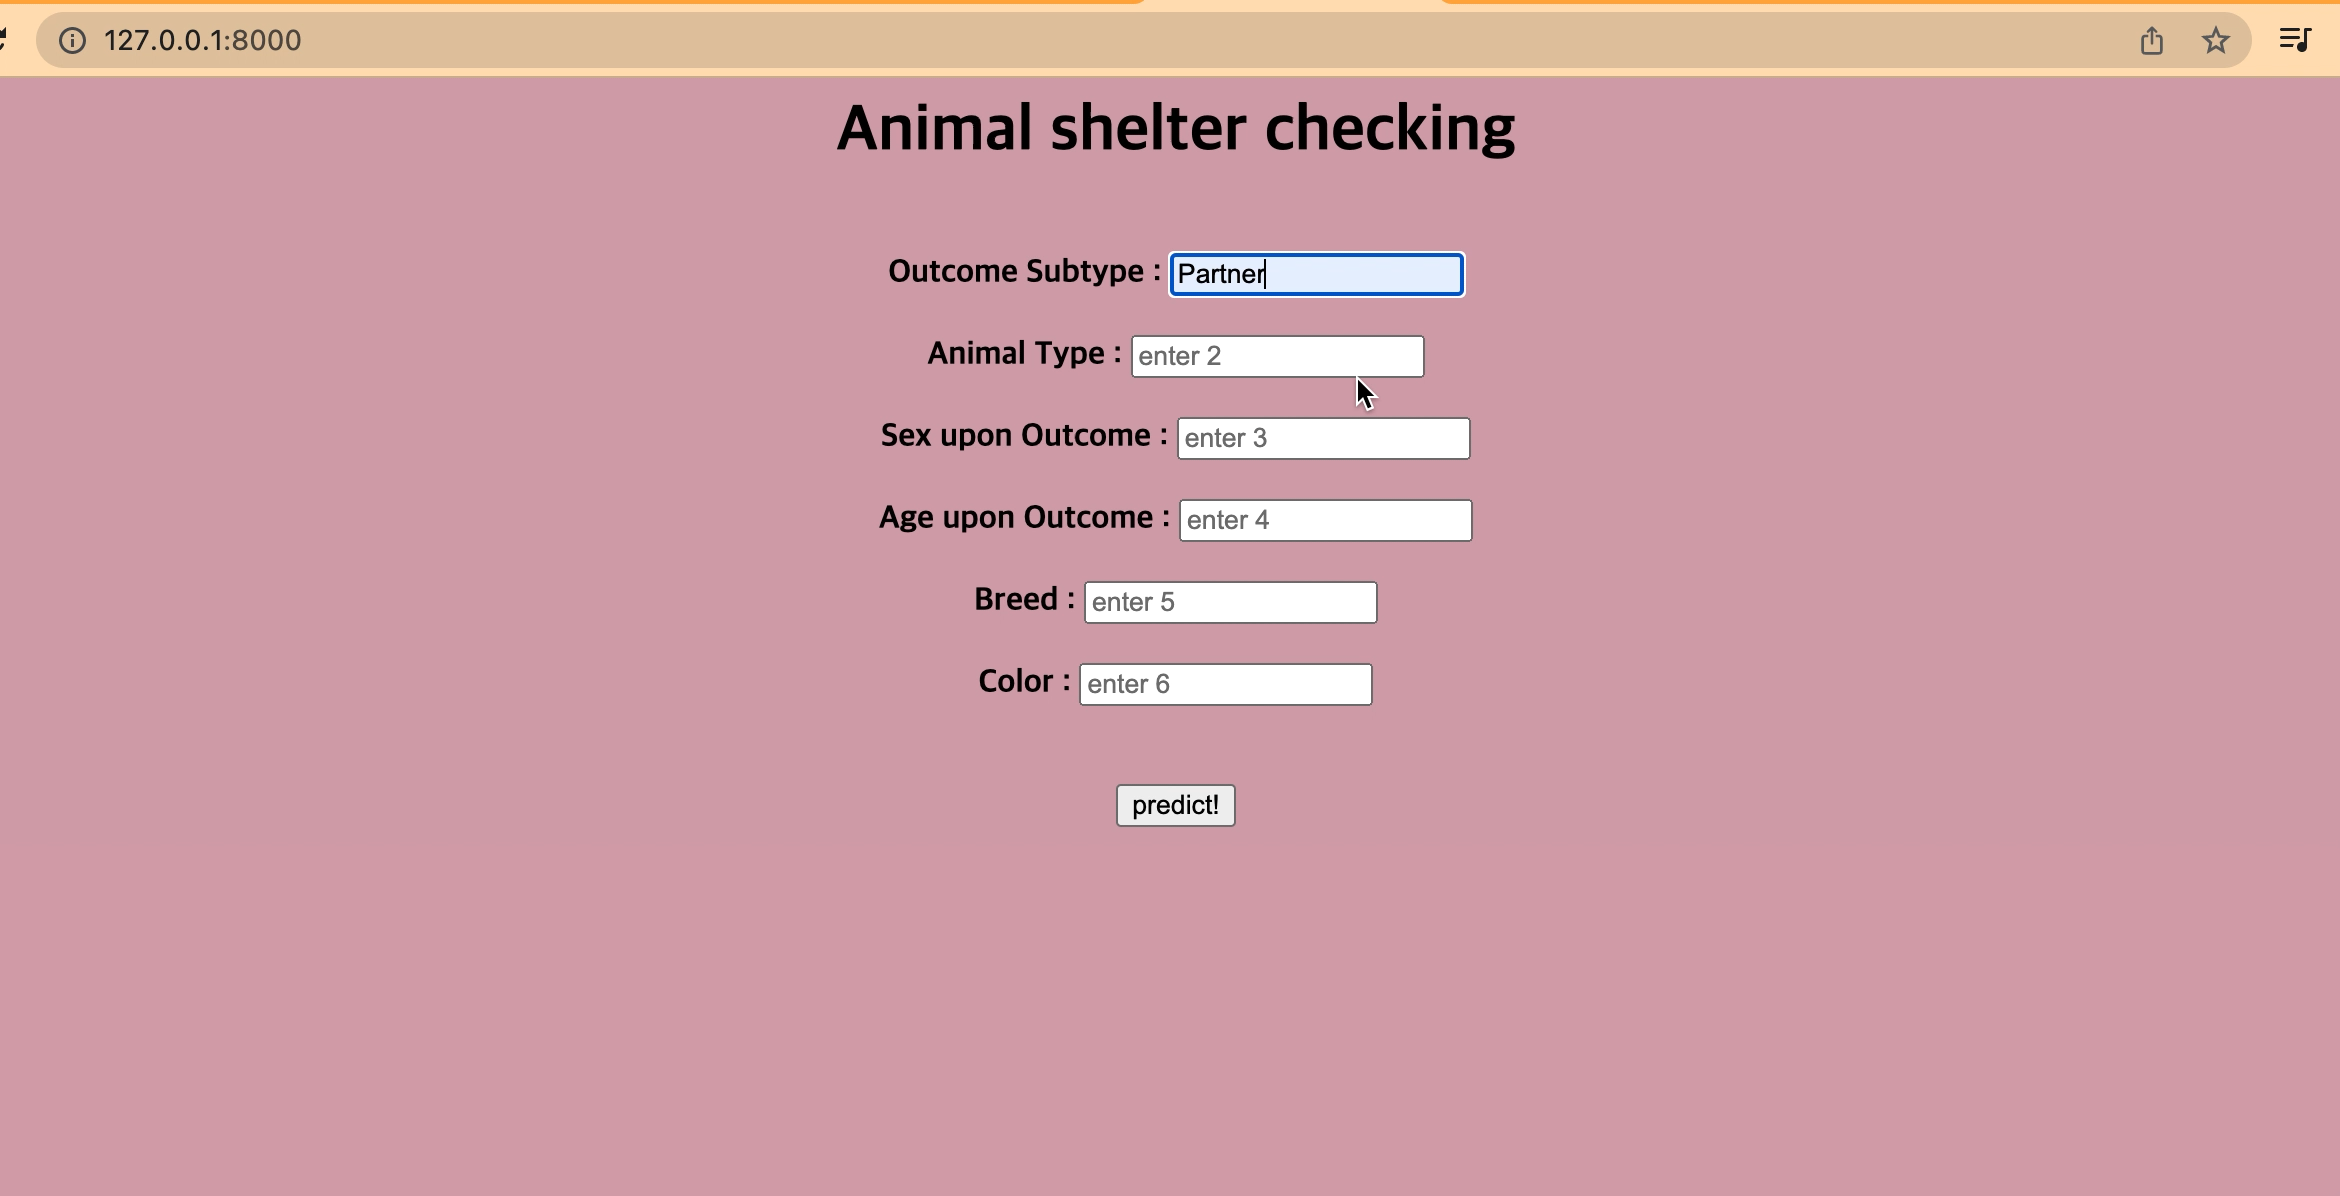 127.0.0.1:8000
Animal shelter checking
Outcome Subtype : Partner
Animal Type : enter 2
Sex upon Outcome : enter 3
Age upon Outcome : enter 4
Breed : enter 5
Color : enter 6
predict!